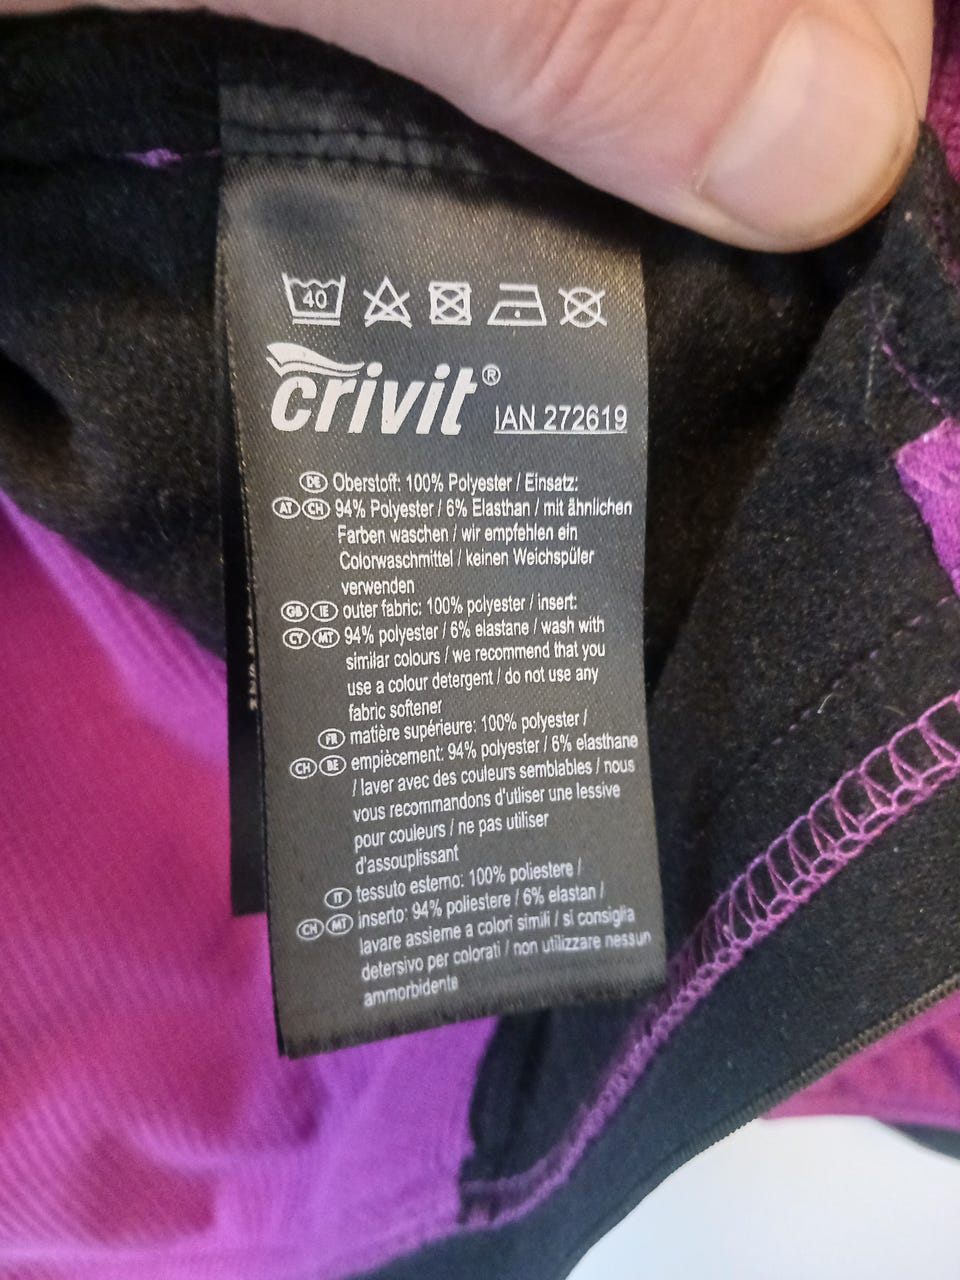 40
crivit®
IAN 272619
DE Oberstoff: 100% Polyester / Einsatz:
AT CH 94% Polyester / 6% Elasthan / mit ähnlichen
Farben waschen / wir empfehlen ein
Colorwaschmittel / keinen Weichspüler
verwenden
GB IE outer fabric: 100% polyester / insert:
CY MT 94% polyester / 6% elastane / wash with
similar colours / we recommend that you
use a colour detergent / do not use any
fabric softener
FR matière supérieure: 100% polyester /
CH BE empiècement: 94% polyester / 6% elasthane
/ laver avec des couleurs semblables / nous
vous recommandons d'utliser une lessive
pour couleurs / ne pas utiliser
d'assouplissant
IT tessuto esterno: 100% poliestere /
CH MT inserto: 94% poliestere / 6% elastan /
lavare assieme a colori simili / si consiglia
detersivo per colorati / non utilizzare nessun
ammorbidente